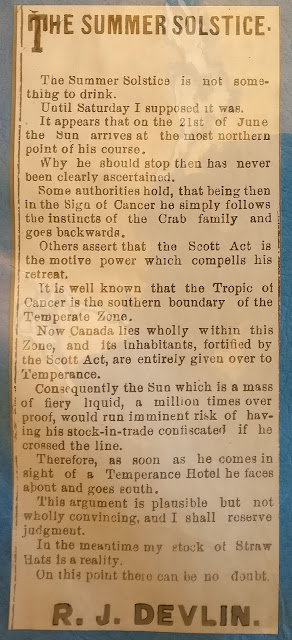 THE SUMMER SOLSTICE.
The Summer Solstice is not some-
thing to drink.
Until Saturday I supposed it was.
It appears that on the 21st of June
the Sun arrives at the most northern
point of his course.
Why he should stop then has never
been clearly ascertained.
Some authorities hold, that being then
in the Sign of Cancer he simply follows
the instincts of the Crab family and
goes backwards.
Others assert that the Scott Act is
the motive power which compells his
retreat.
It is well known that the Tropic of
Cancer is the southern boundary of the
Temperate Zone.
Now Canada lies wholly within this
Zone, and its inhabitants, fortified by
the Scott Act, are entirely given over to
Temperance.
Consequently the Sun which is a mass
of fiery liquid, a million times over
proof, would run imminent risk of hav-
ing his stock-in-trade confiscated if he
crossed the line.
Therefore, as soon as he comes in
sight of a Temperance Hotel he faces
about and goes south.
This argument is plausible but not
wholly convincing, and I shall reserve
judgment.
In the meantime my stock of Straw
Hats is a reality.
On this point there can be no doubt.
R. J. DEVLIN.